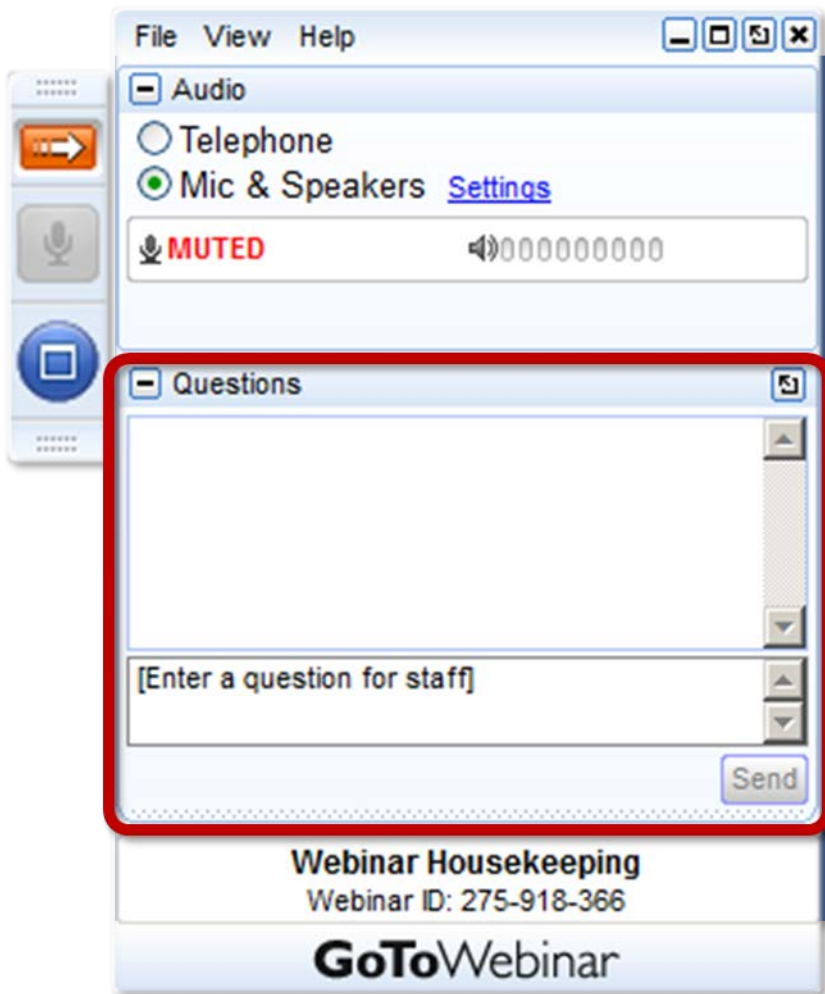 File View Help
Audio
Telephone
Mic & Speakers Settings
MUTED
Questions
[Enter a question for staff]
Send
Webinar Housekeeping
Webinar ID: 275-918-366
GoToWebinar